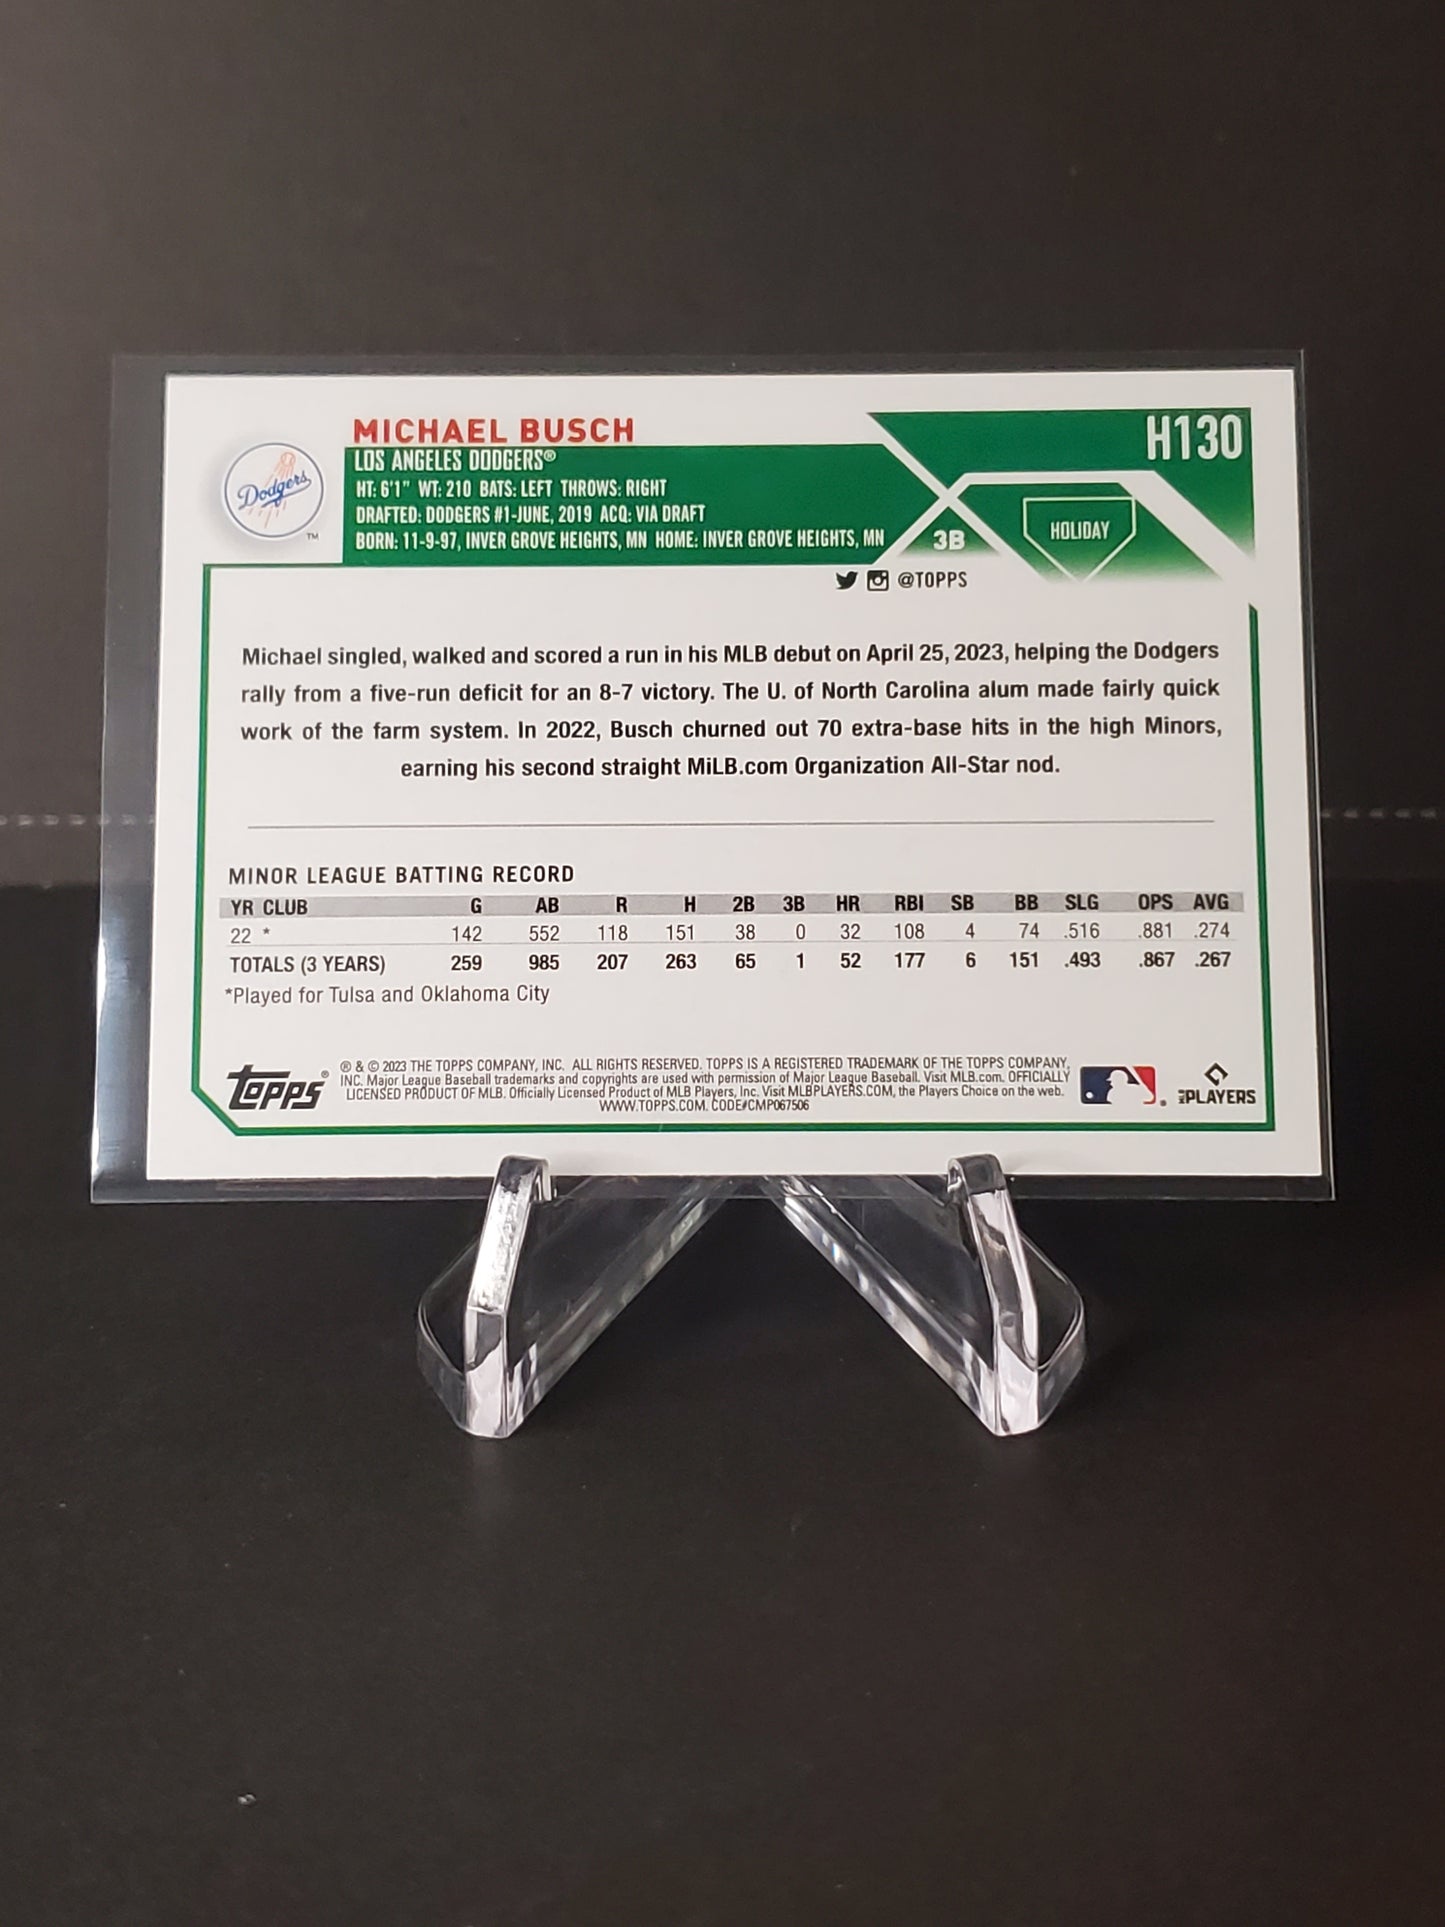 MICHAEL BUSCH
H130
LOS ANGELES DODGERS®
Dodgers
™
HT: 6'1" WT: 210 BATS: LEFT THROWS: RIGHT
DRAFTED: DODGERS #1-JUNE, 2019 ACQ: VIA DRAFT
BORN: 11-9-97, INVER GROVE HEIGHTS, MN HOME: INVER GROVE HEIGHTS, MN
3B
HOLIDAY
@TOPPS
Michael singled, walked and scored a run in his MLB debut on April 25, 2023, helping the Dodgers
rally from a five-run deficit for an 8-7 victory. The U. of North Carolina alum made fairly quick
work of the farm system. In 2022, Busch churned out 70 extra-base hits in the high Minors,
earning his second straight MiLB.com Organization All-Star nod.
MINOR LEAGUE BATTING RECORD
YR CLUB G AB R H 2B 3B HR RBI SB BB SLG OPS AVG
22 * 142 552 118 151 38 0 32 108 4 74 .516 .881 .274
TOTALS (3 YEARS) 259 985 207 263 65 1 52 177 6 151 .493 .867 .267
*Played for Tulsa and Oklahoma City
Topps®
® & © 2023 THE TOPPS COMPANY, INC. ALL RIGHTS RESERVED. TOPPS IS A REGISTERED TRADEMARK OF THE TOPPS COMPANY,
INC. Major League Baseball trademarks and copyrights are used with permission of Major League Baseball. Visit MLB.com. OFFICIALLY
LICENSED PRODUCT OF MLB. Officially Licensed Product of MLB Players, Inc. Visit MLBPLAYERS.COM, the Players Choice on the web.
WWW.TOPPS.COM. CODE#CMP067506
MLB PLAYERS